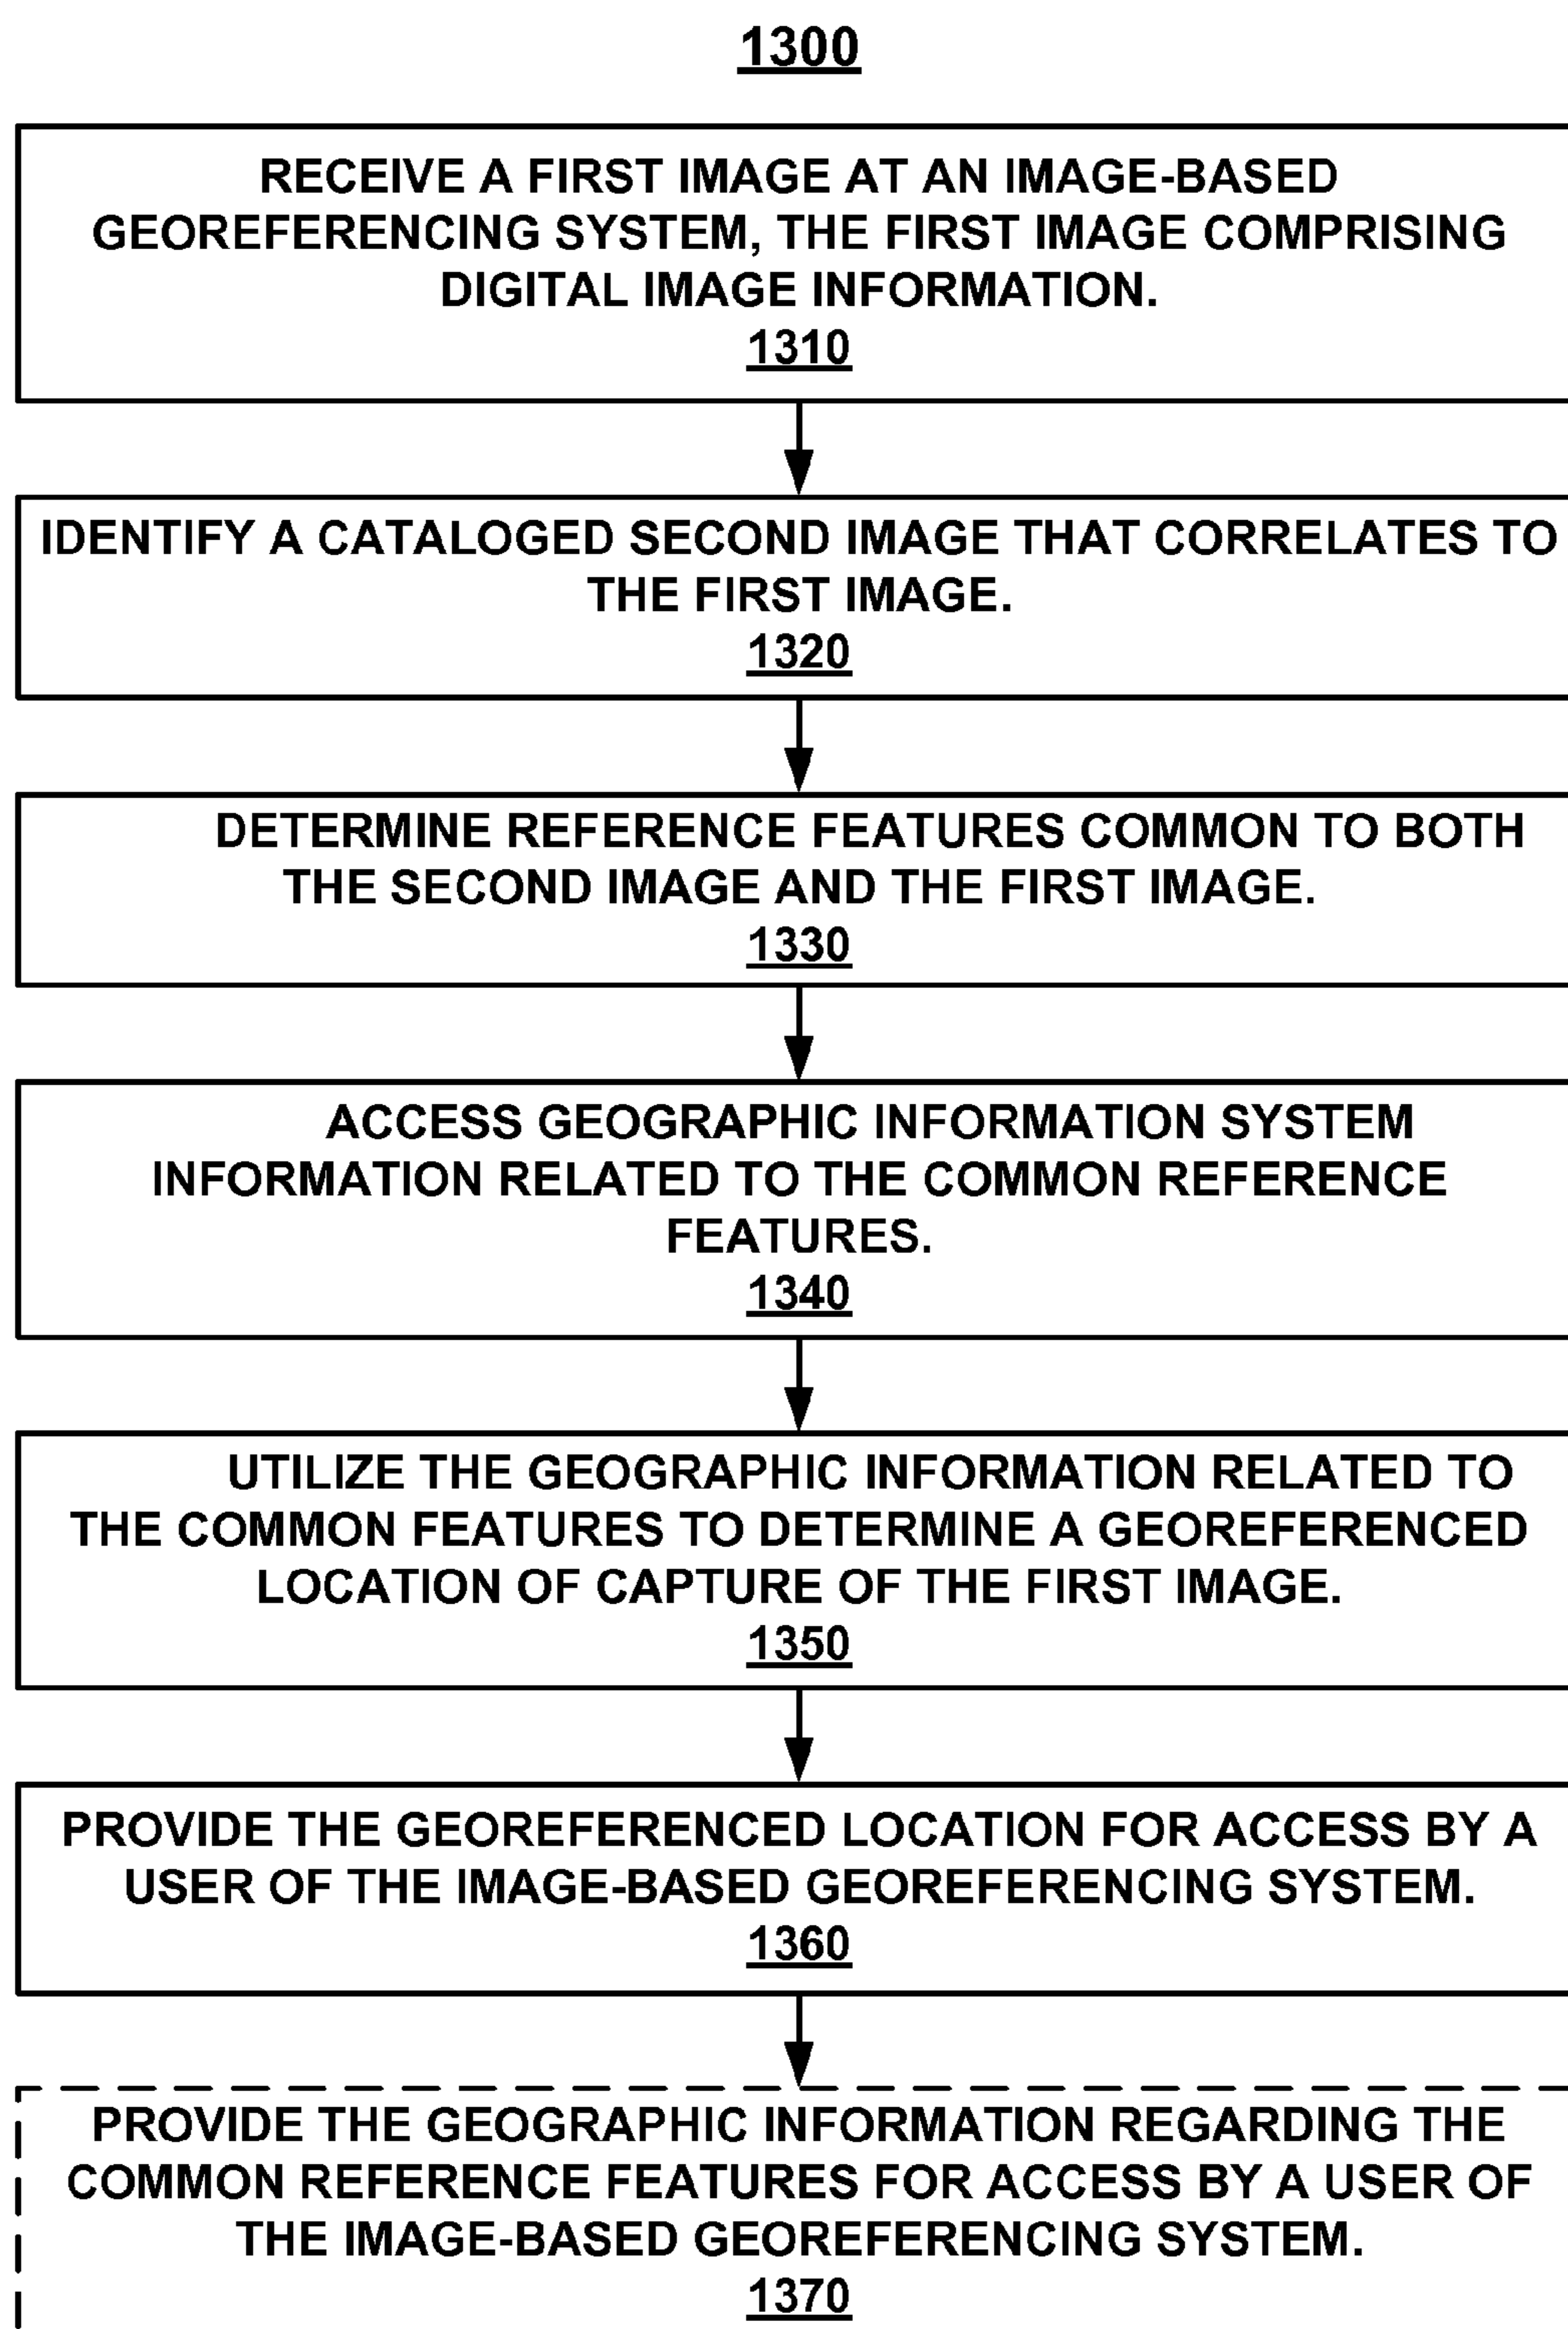 1300
RECEIVE A FIRST IMAGE AT AN IMAGE-BASED
GEOREFERENCING SYSTEM, THE FIRST IMAGE COMPRISING
DIGITAL IMAGE INFORMATION.
1310
IDENTIFY A CATALOGED SECOND IMAGE THAT CORRELATES TO
THE FIRST IMAGE.
1320
DETERMINE REFERENCE FEATURES COMMON TO BOTH
THE SECOND IMAGE AND THE FIRST IMAGE.
1330
ACCESS GEOGRAPHIC INFORMATION SYSTEM
INFORMATION RELATED TO THE COMMON REFERENCE
FEATURES.
1340
UTILIZE THE GEOGRAPHIC INFORMATION RELATED TO
THE COMMON FEATURES TO DETERMINE A GEOREFERENCED
LOCATION OF CAPTURE OF THE FIRST IMAGE.
1350
PROVIDE THE GEOREFERENCED LOCATION FOR ACCESS BY A
USER OF THE IMAGE-BASED GEOREFERENCING SYSTEM.
1360
PROVIDE THE GEOGRAPHIC INFORMATION REGARDING THE
COMMON REFERENCE FEATURES FOR ACCESS BY A USER OF
THE IMAGE-BASED GEOREFERENCING SYSTEM.
1370